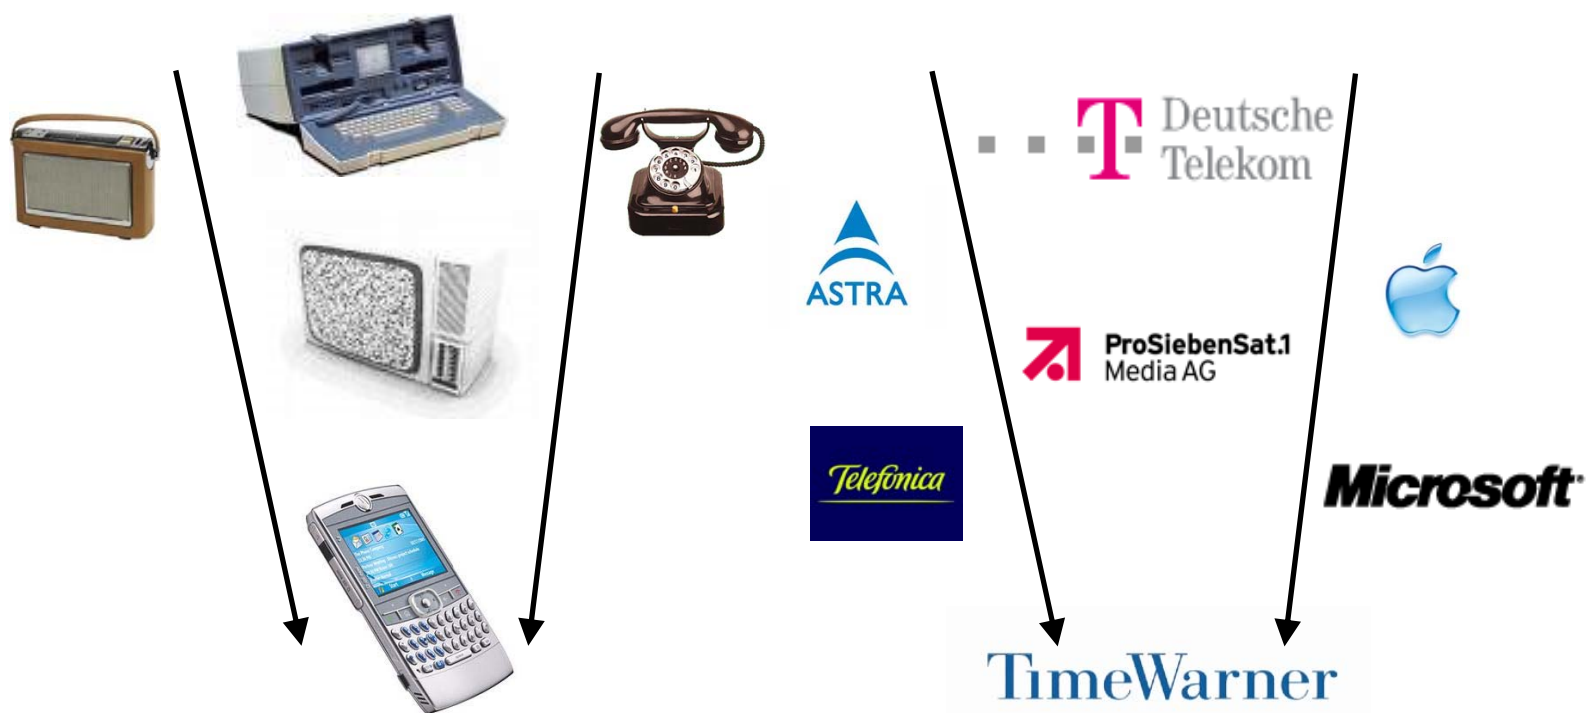 Deutsche
Telekom
ASTRA
ProSiebenSat.1
Media AG
Telefonica
Microsoft
TimeWarner